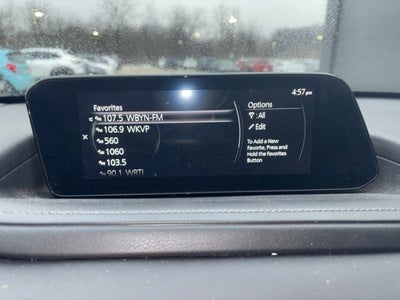 4:57 pm
Favorites
107.5 WBYN-FM
106.9 WKVP
560
1060
103.5
90.1 WRTI
Options
: All
Edit
To Add a New
Favorite, Press and
Hold the Favorites
Button